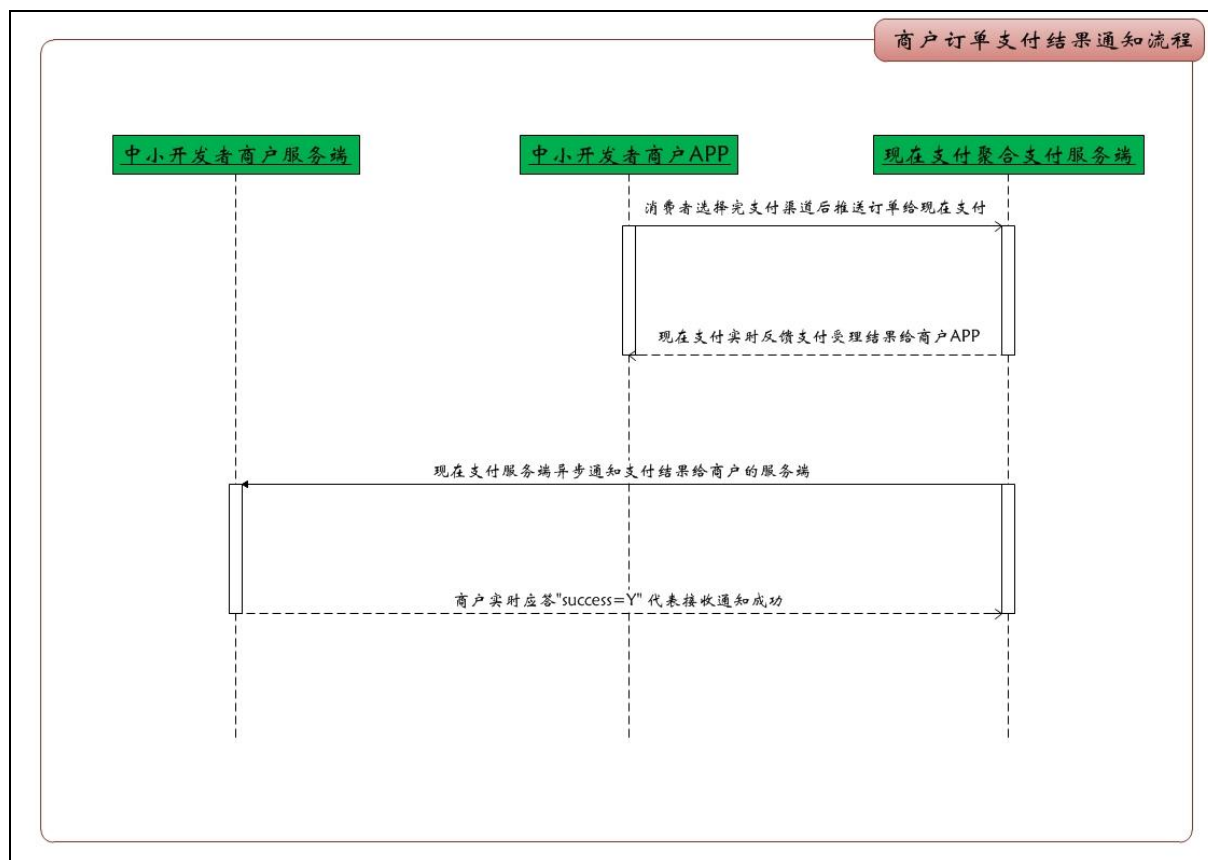 商户订单支付结果通知流程
中小开发者商户服务端
中小开发者商户APP
现在支付聚合支付服务端
消费者选择完支付渠道后推送订单给现在支付
现在支付实时反馈支付受理结果给商户APP
现在支付服务端异步通知支付结果给商户的服务端
商户实时应答"success=Y" 代表接收通知成功